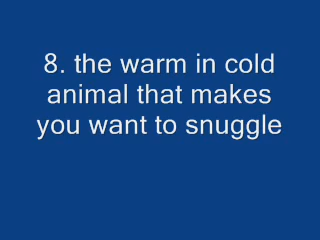 8. the warm in cold
animal that makes
you want to snuggle